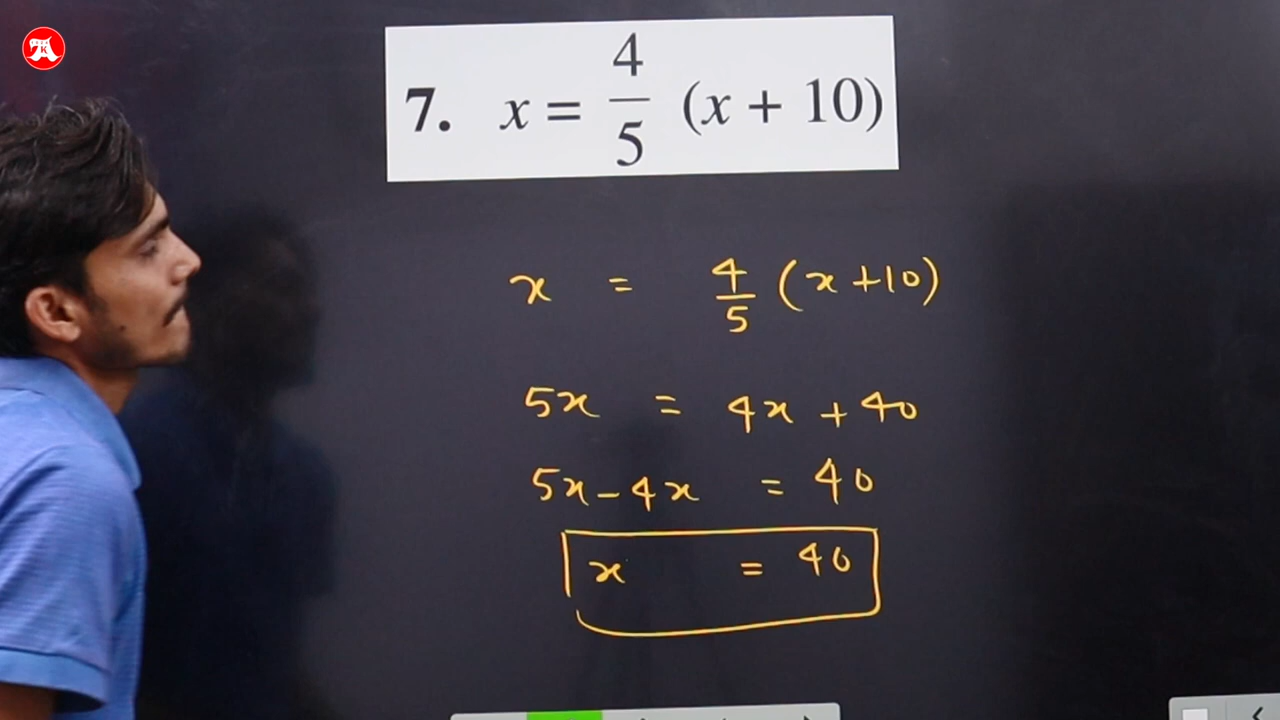 7. x = 4/5 (x + 10)
x = 4/5 (x+10)
5x = 4x + 40
5x - 4x = 40
x = 40